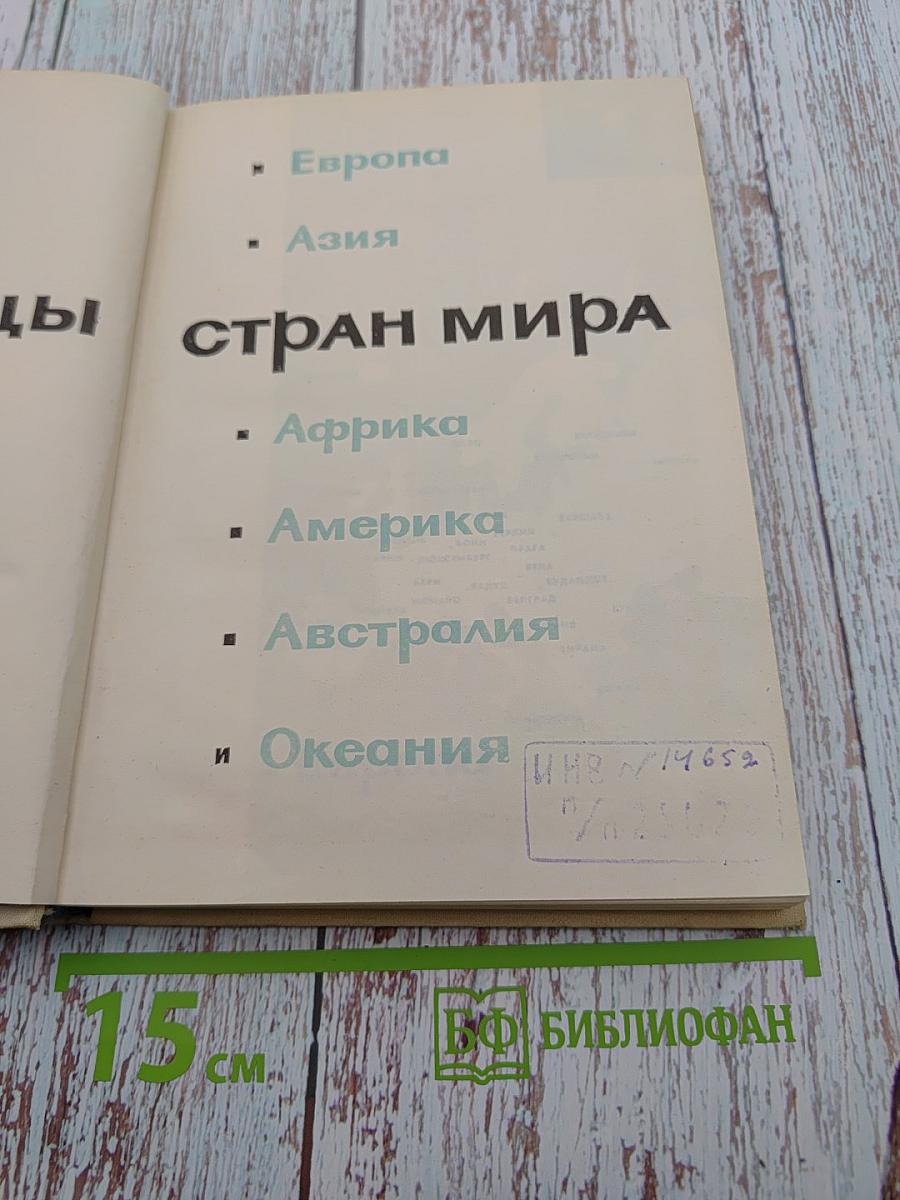 Европа
Азия
цы стран мира
Африка
Америка
Австралия
и Океания
ИНВ № 14652
15 см
БФ БИБЛИОФАН